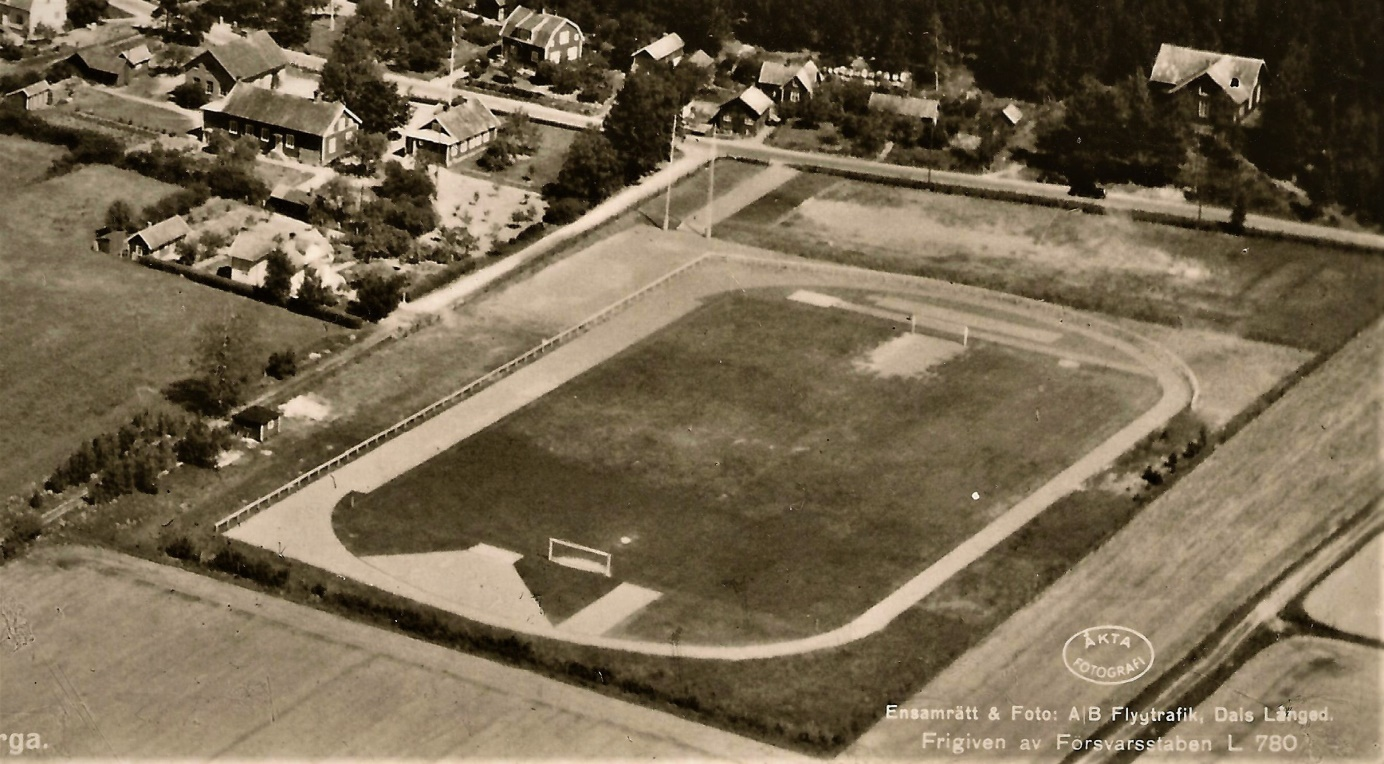 ÄKTA
FOTOGRAFI
Ensamrätt & Foto: A/B Flygtrafik, Dals Långed.
rga.
Frigiven av Försvarsstaben L 780